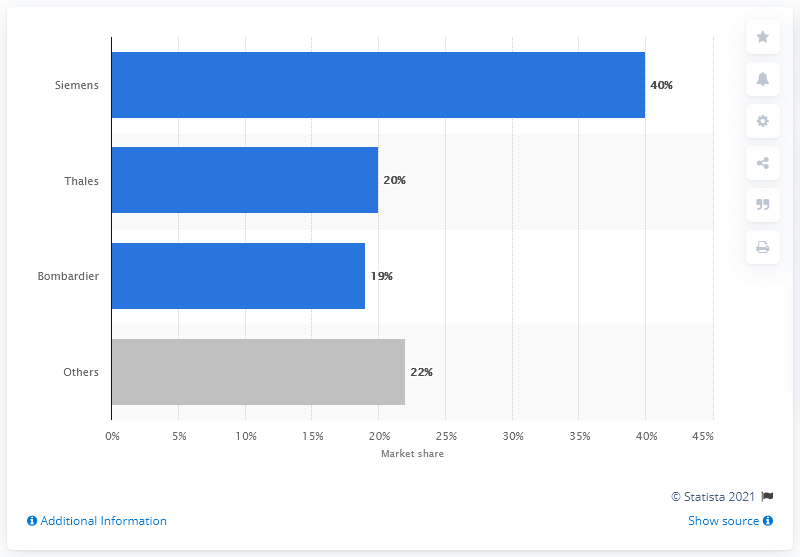 Siemens 40%
Thales 20%
Bombardier 19%
Others 22%
0% 5% 10% 15% 20% 25% 30% 35% 40% 45%
Market share
© Statista 2021
Additional Information Show source